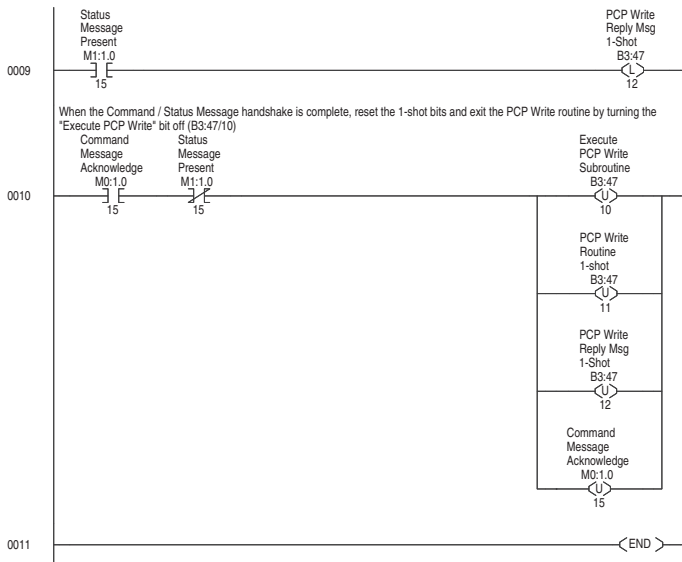 Status
Message
Present
M1:1.0
15
PCP Write
Reply Msg
1-Shot
B3:47
L
12
0009
When the Command / Status Message handshake is complete, reset the 1-shot bits and exit the PCP Write routine by turning the
"Execute PCP Write" bit off (B3:47/10)
Command
Message
Acknowledge
M0:1.0
15
Status
Message
Present
M1:1.0
15
Execute
PCP Write
Subroutine
B3:47
U
10
0010
PCP Write
Routine
1-shot
B3:47
U
11
PCP Write
Reply Msg
1-Shot
B3:47
U
12
Command
Message
Acknowledge
M0:1.0
U
15
0011
END